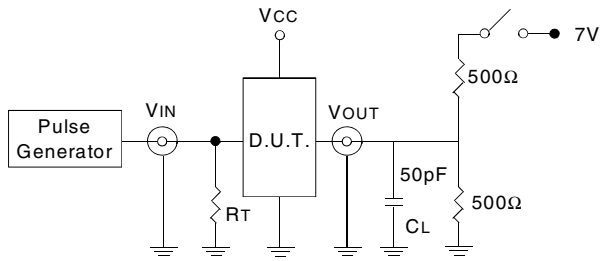 VCC
7V
500Ω
VIN
VOUT
Pulse
Generator
D.U.T.
50pF
500Ω
RT
CL